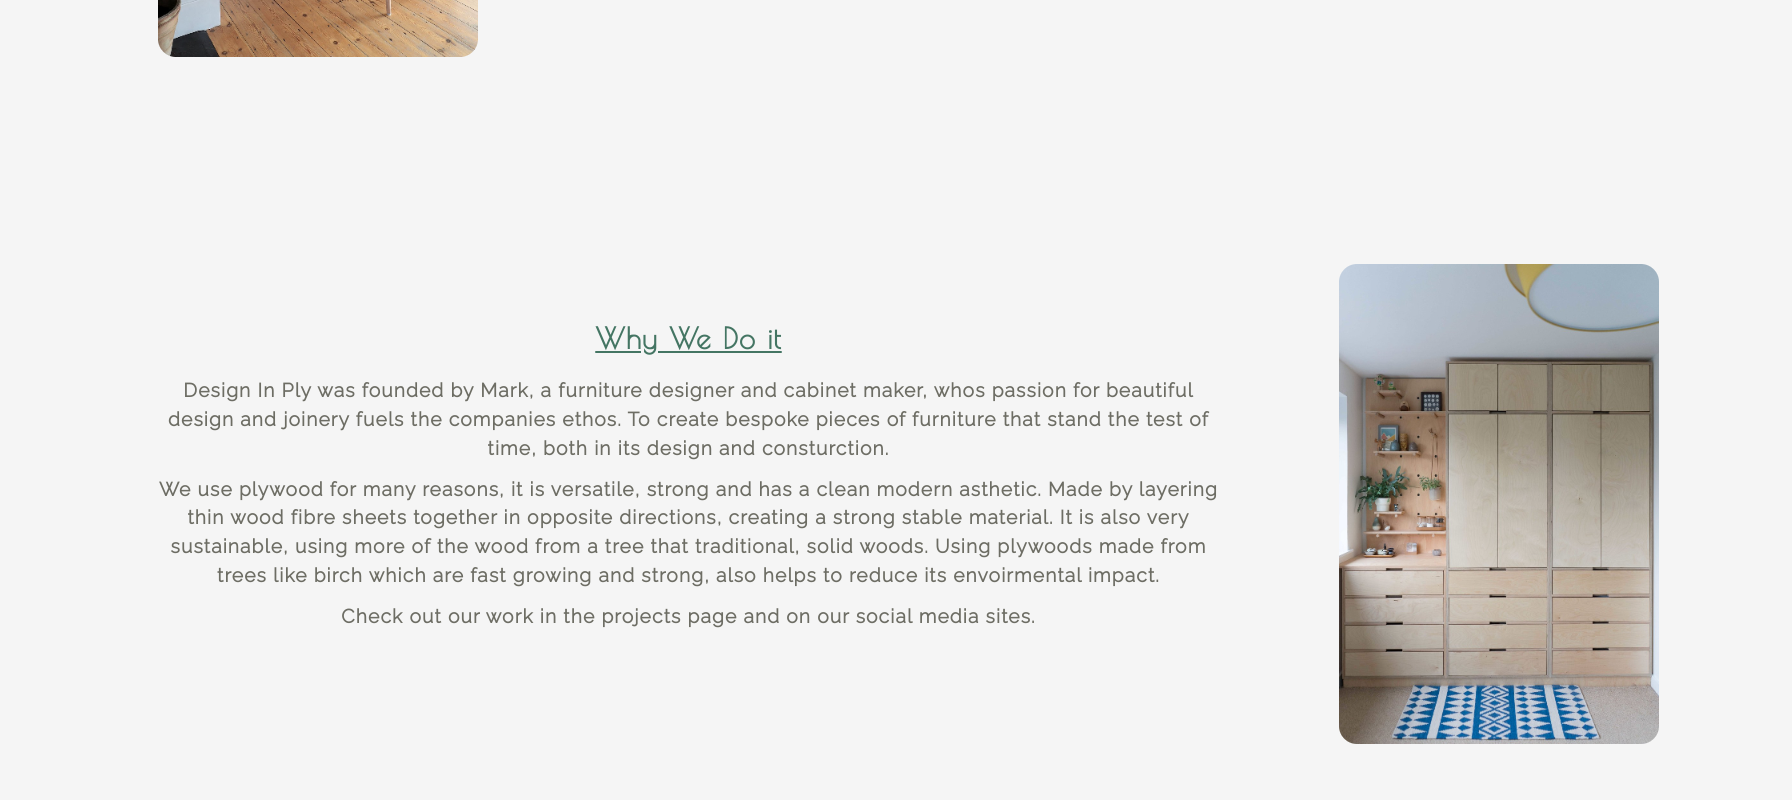 Why We Do it
Design In Ply was founded by Mark, a furniture designer and cabinet maker, whos passion for beautiful
design and joinery fuels the companies ethos. To create bespoke pieces of furniture that stand the test of
time, both in its design and consturction.
We use plywood for many reasons, it is versatile, strong and has a clean modern asthetic. Made by layering
thin wood fibre sheets together in opposite directions, creating a strong stable material. It is also very
sustainable, using more of the wood from a tree that traditional, solid woods. Using plywoods made from
trees like birch which are fast growing and strong, also helps to reduce its envoirmental impact.
Check out our work in the projects page and on our social media sites.